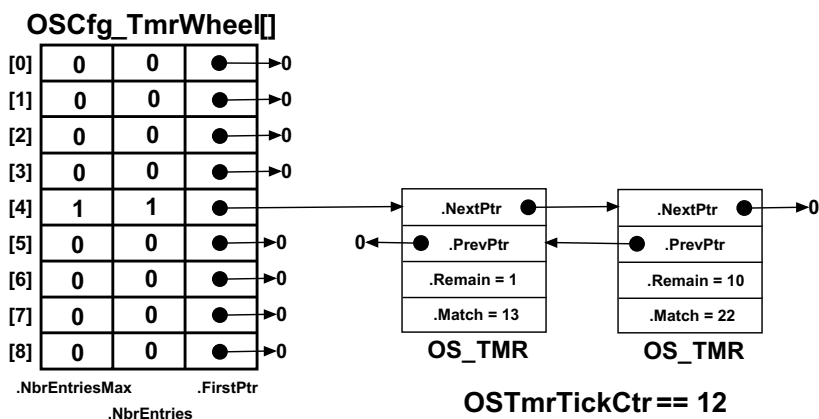 OSCfg_TmrWheel[]
[0] 0 0 0
[1] 0 0 0
[2] 0 0 0
[3] 0 0 0
[4] 1 1
[5] 0 0 0
[6] 0 0 0
[7] 0 0 0
[8] 0 0 0
.NbrEntriesMax .FirstPtr
.NbrEntries
.NextPtr
0 .PrevPtr
.Remain = 1
.Match = 13
OS_TMR
.NextPtr 0
.PrevPtr
.Remain = 10
.Match = 22
OS_TMR
OSTmrTickCtr == 12